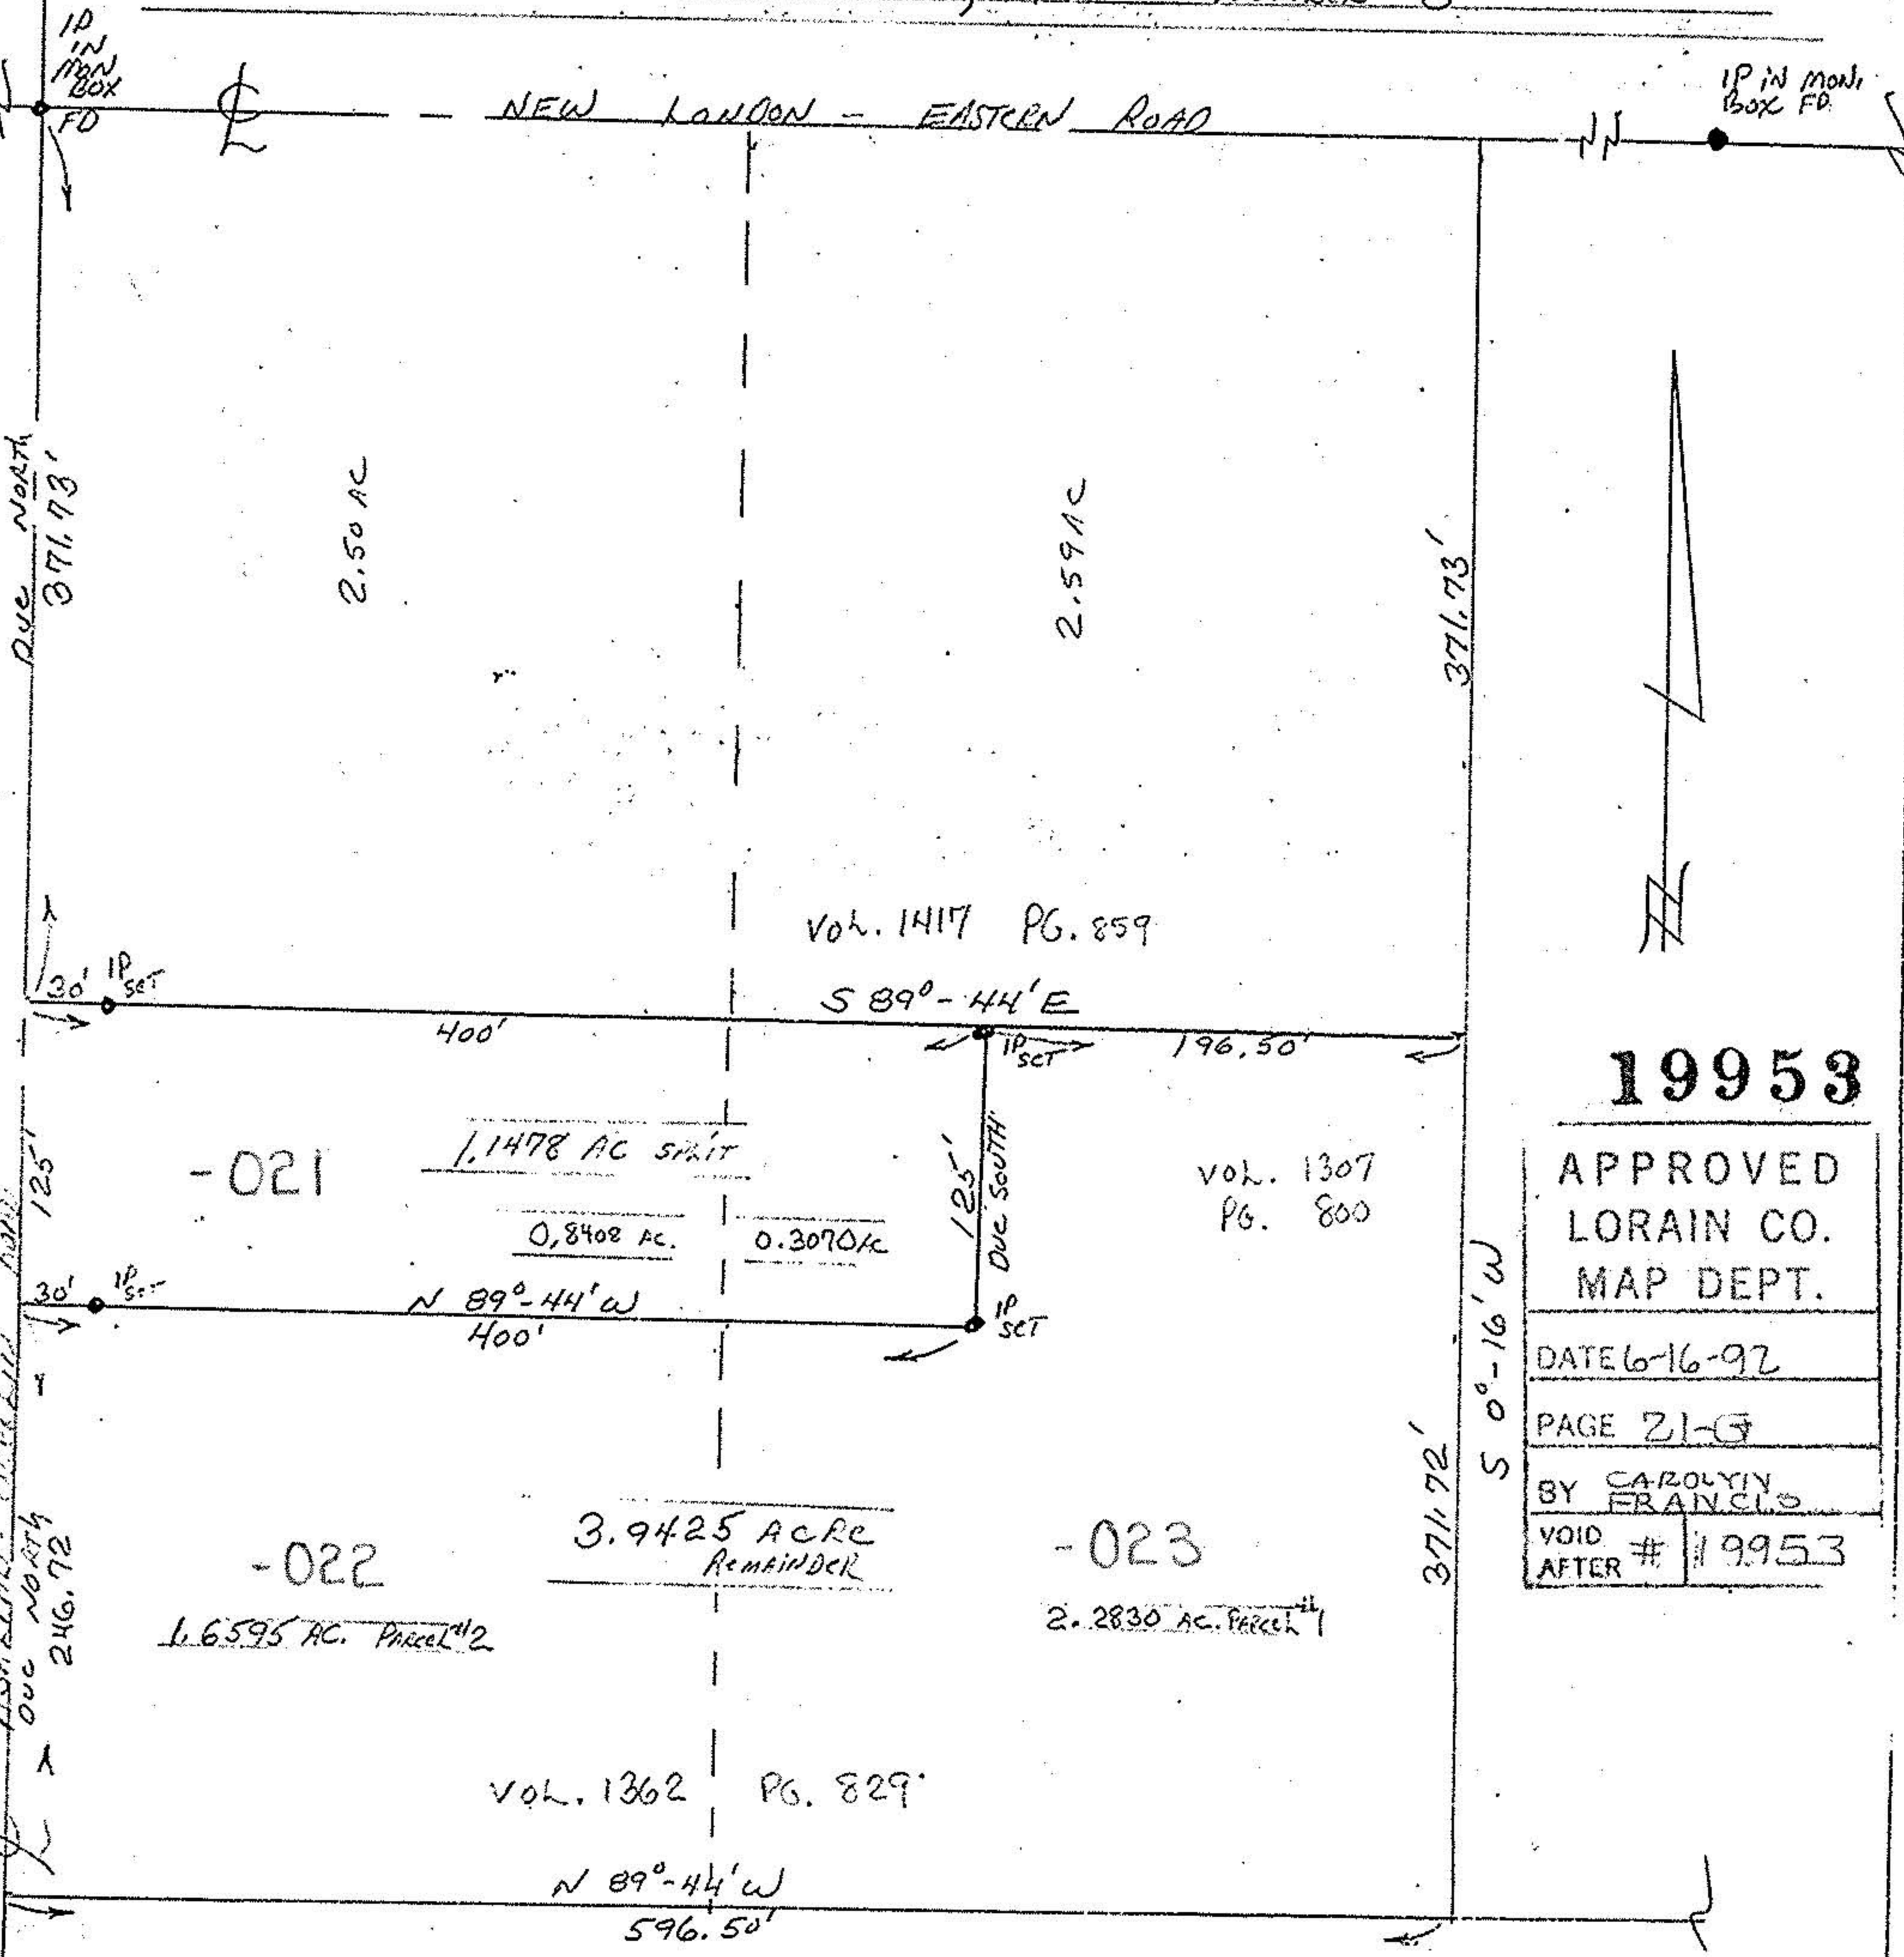 IP
IN
MON
BOX
FD
℄
NEW LONDON - EASTERN ROAD
IP IN MON.
BOX FD.
DUE NORTH
371.73'
2.50 AC
2.59 AC
371.73'
VOL. 1417 PG. 859
30' IP SET
S 89°-44' E
400'
IP SET
196.50'
19953
125'
-021
1.1478 AC SPLIT
0.8408 AC.
0.3070 AC
125'
DUE SOUTH
VOL. 1307
PG. 800
APPROVED
LORAIN CO.
MAP DEPT.
DATE 6-16-92
PAGE 21-G
BY CAROLYN
FRANCIS
VOID
AFTER # 19953
30' IP SET
N 89°-44' W
400'
IP SET
S 0°-16' W
371.72'
DUE NORTH
246.72
-022
3.9425 ACRE
REMAINDER
-023
1.6595 AC. PARCEL #2
2.2830 AC. PARCEL #1
VOL. 1362 PG. 829
N 89°-44' W
596.50'